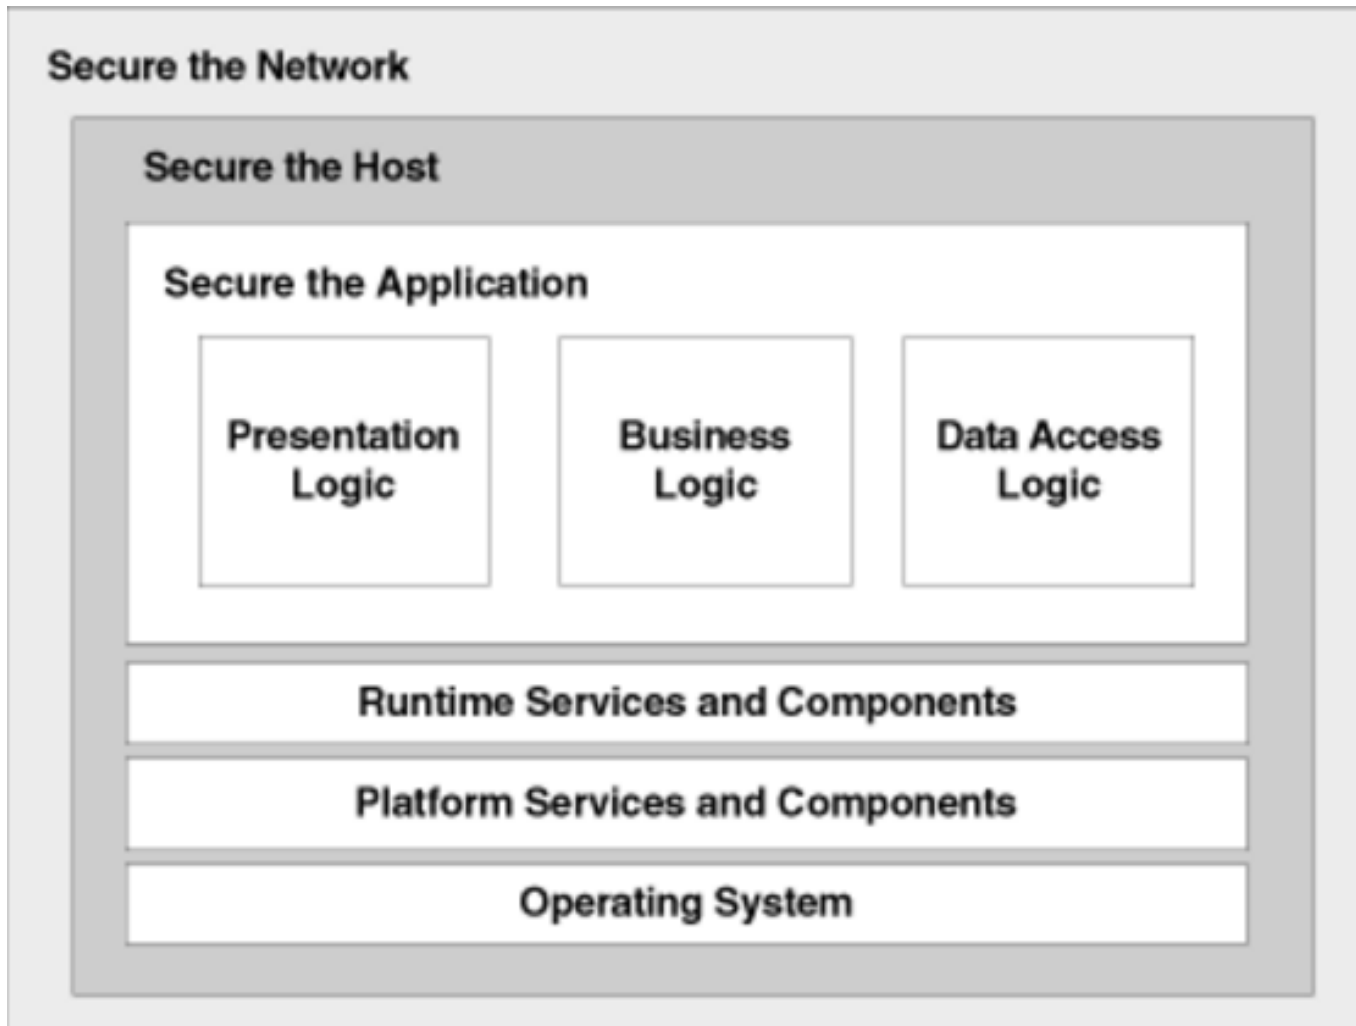 Secure the Network
Secure the Host
Secure the Application
Presentation
Logic
Business
Logic
Data Access
Logic
Runtime Services and Components
Platform Services and Components
Operating System